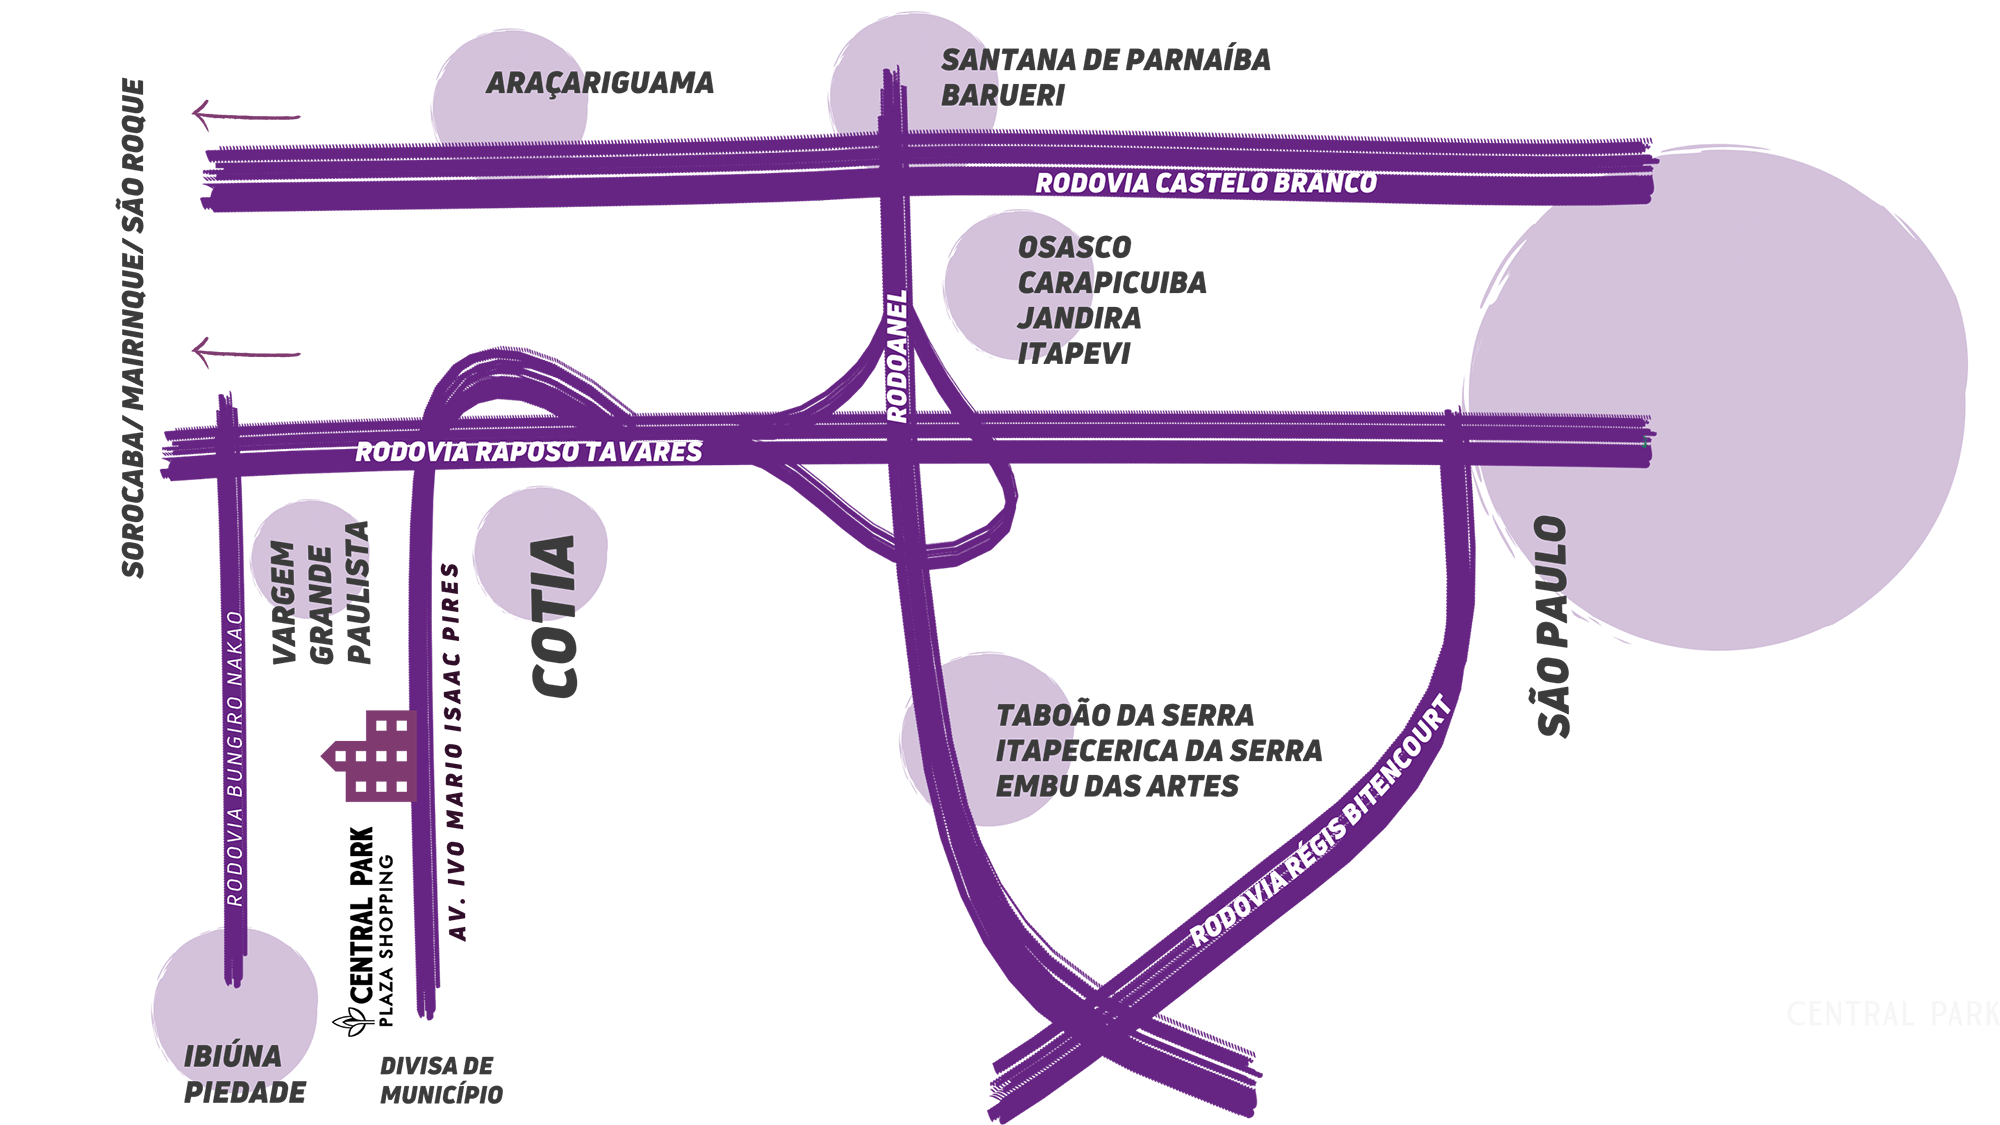 SOROCABA/ MAIRINQUE/ SÃO ROQUE
ARAÇARIGUAMA
SANTANA DE PARNAÍBA
BARUERI
RODOVIA CASTELO BRANCO
OSASCO
CARAPICUIBA
JANDIRA
ITAPEVI
RODOANEL
RODOVIA RAPOSO TAVARES
VARGEM
GRANDE
PAULISTA
COTIA
SÃO PAULO
RODOVIA BUNGIRO NAKAO
AV. IVO MARIO ISAAC PIRES
TABOÃO DA SERRA
ITAPECERICA DA SERRA
EMBU DAS ARTES
RODOVIA RÉGIS BITENCOURT
CENTRAL PARK
PLAZA SHOPPING
IBIÚNA
PIEDADE
DIVISA DE
MUNICÍPIO
CENTRAL PARK